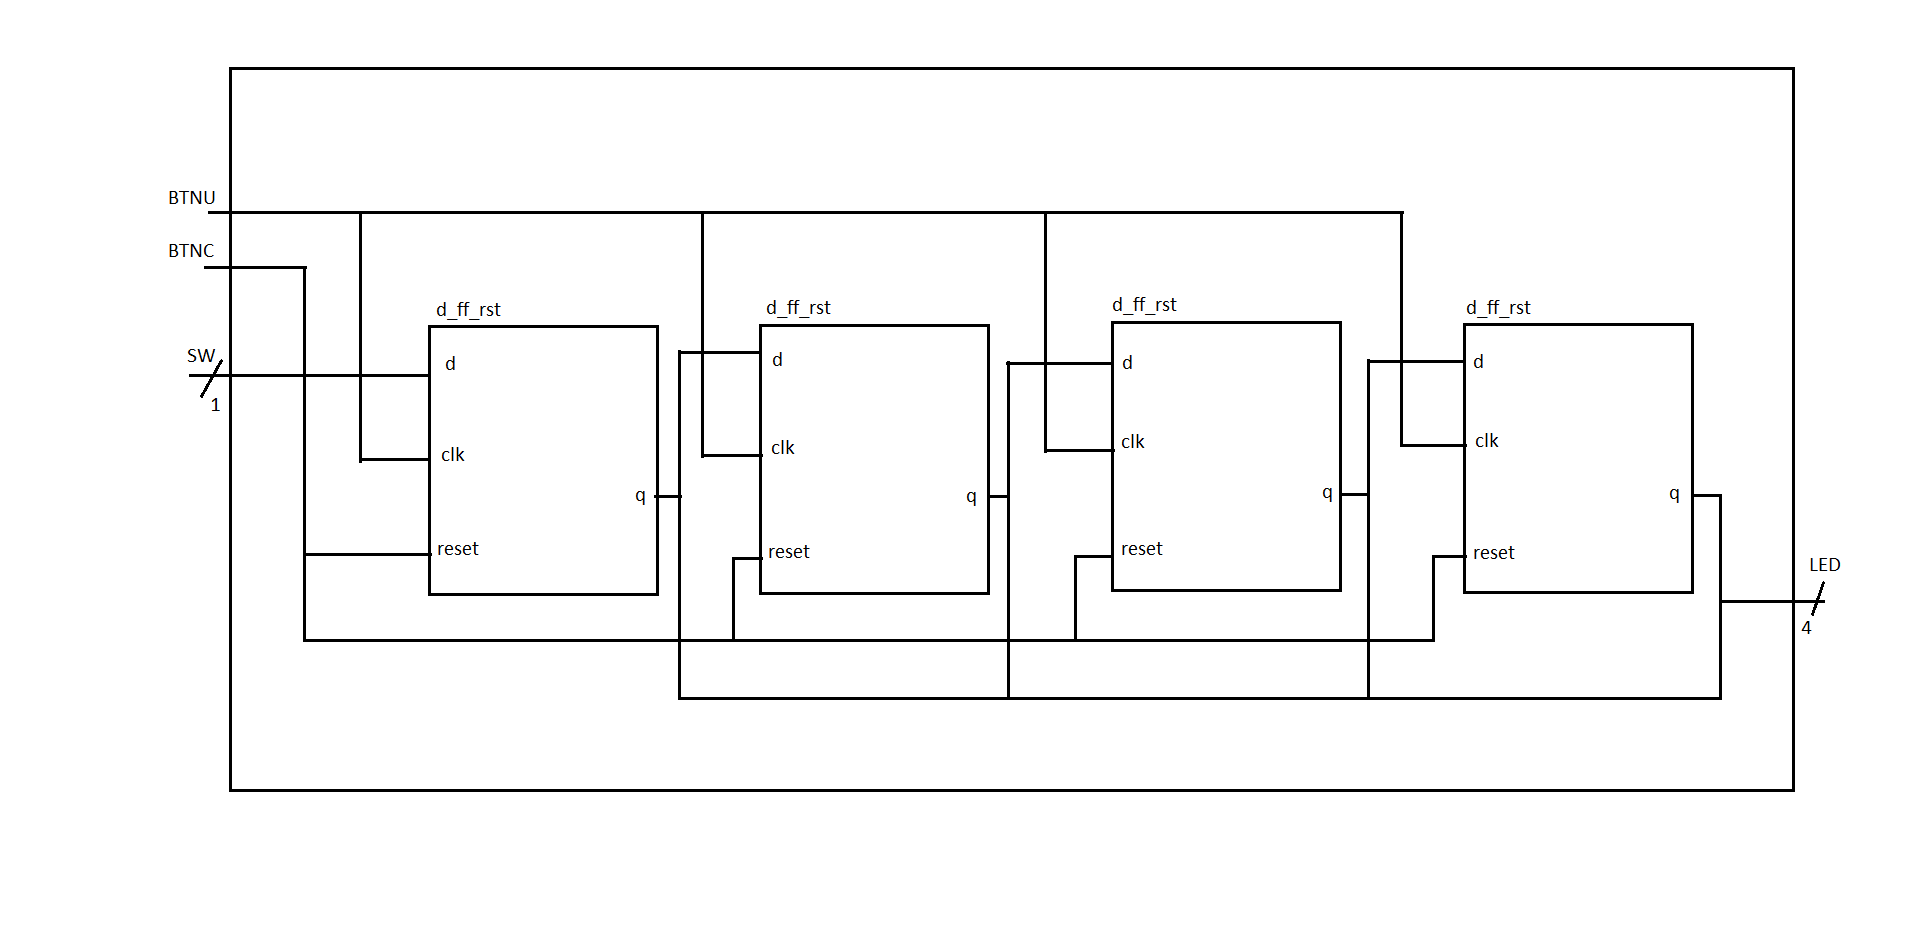 BTNU
BTNC
SW
1
d_ff_rst
d
clk
q
reset
d_ff_rst
d
clk
q
reset
d_ff_rst
d
clk
q
reset
d_ff_rst
d
clk
q
reset
LED
4